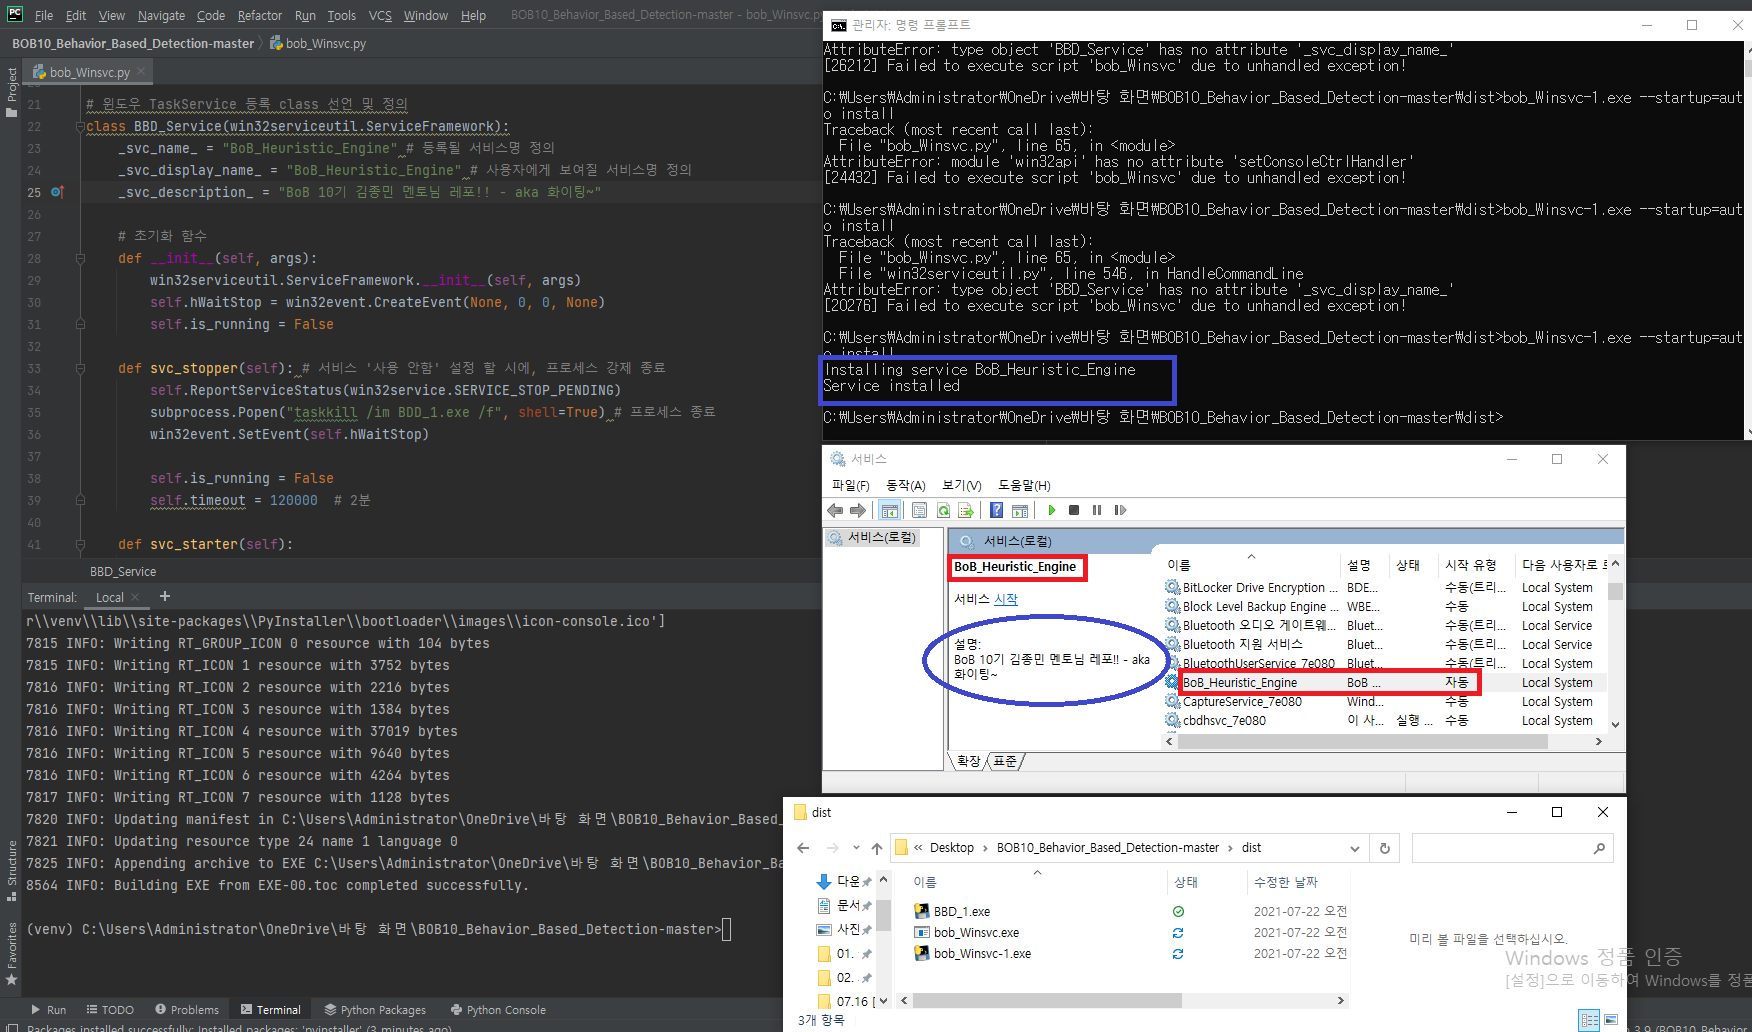 File Edit View Navigate Code Refactor Run Tools VCS Window Help BOB10_Behavior_Based_Detection-master - bob_Winsvc.py
BOB10_Behavior_Based_Detection-master bob_Winsvc.py
Project
bob_Winsvc.py
21 # 윈도우 TaskService 등록 class 선언 및 정의
22 class BBD_Service(win32serviceutil.ServiceFramework):
23 _svc_name_ = "BoB_Heuristic_Engine" # 등록될 서비스명 정의
24 _svc_display_name_ = "BoB_Heuristic_Engine" # 사용자에게 보여질 서비스명 정의
25 _svc_description_ = "BoB 10기 김종민 멘토님 레포!! - aka 화이팅~"
26
27 # 초기화 함수
28 def __init__(self, args):
29 win32serviceutil.ServiceFramework.__init__(self, args)
30 self.hWaitStop = win32event.CreateEvent(None, 0, 0, None)
31 self.is_running = False
32
33 def svc_stopper(self): # 서비스 '사용 안함' 설정 할 시에, 프로세스 강제 종료
34 self.ReportServiceStatus(win32service.SERVICE_STOP_PENDING)
35 subprocess.Popen("taskkill /im BDD_1.exe /f", shell=True) # 프로세스 종료
36 win32event.SetEvent(self.hWaitStop)
37
38 self.is_running = False
39 self.timeout = 120000 # 2분
40
41 def svc_starter(self):
BBD_Service
Terminal: Local +
r\\venv\\lib\\site-packages\\PyInstaller\\bootloader\\images\\icon-console.ico']
7815 INFO: Writing RT_GROUP_ICON 0 resource with 104 bytes
7815 INFO: Writing RT_ICON 1 resource with 3752 bytes
7816 INFO: Writing RT_ICON 2 resource with 2216 bytes
7816 INFO: Writing RT_ICON 3 resource with 1384 bytes
7816 INFO: Writing RT_ICON 4 resource with 37019 bytes
7816 INFO: Writing RT_ICON 5 resource with 9640 bytes
7816 INFO: Writing RT_ICON 6 resource with 4264 bytes
7817 INFO: Writing RT_ICON 7 resource with 1128 bytes
7820 INFO: Updating manifest in C:\Users\Administrator\OneDrive\바탕 화면\BOB10_Behavior_Based_
7821 INFO: Updating resource type 24 name 1 language 0
7825 INFO: Appending archive to EXE C:\Users\Administrator\OneDrive\바탕 화면\BOB10_Behavior_Ba
8564 INFO: Building EXE from EXE-00.toc completed successfully.
(venv) C:\Users\Administrator\OneDrive\바탕 화면\BOB10_Behavior_Based_Detection-master>
Structure
Favorites
Run TODO Problems Terminal Python Packages Python Console
Packages installed successfully: Installed packages: 'pyinstaller' (3 minutes ago)
관리자: 명령 프롬프트
AttributeError: type object 'BBD_Service' has no attribute '_svc_display_name_'
[26212] Failed to execute script 'bob_Winsvc' due to unhandled exception!
C:₩Users₩Administrator₩OneDrive₩바탕 화면₩BOB10_Behavior_Based_Detection-master₩dist>bob_Winsvc-1.exe --startup=aut
o install
Traceback (most recent call last):
File "bob_Winsvc.py", line 65, in <module>
AttributeError: module 'win32api' has no attribute 'setConsoleCtrlHandler'
[24432] Failed to execute script 'bob_Winsvc' due to unhandled exception!
C:₩Users₩Administrator₩OneDrive₩바탕 화면₩BOB10_Behavior_Based_Detection-master₩dist>bob_Winsvc-1.exe --startup=aut
o install
Traceback (most recent call last):
File "bob_Winsvc.py", line 65, in <module>
File "win32serviceutil.py", line 546, in HandleCommandLine
AttributeError: type object 'BBD_Service' has no attribute '_svc_display_name_'
[20276] Failed to execute script 'bob_Winsvc' due to unhandled exception!
C:₩Users₩Administrator₩OneDrive₩바탕 화면₩BOB10_Behavior_Based_Detection-master₩dist>bob_Winsvc-1.exe --startup=aut
o install
Installing service BoB_Heuristic_Engine
Service installed
C:₩Users₩Administrator₩OneDrive₩바탕 화면₩BOB10_Behavior_Based_Detection-master₩dist>
서비스
파일(F) 동작(A) 보기(V) 도움말(H)
서비스(로컬)
서비스(로컬)
BoB_Heuristic_Engine
서비스 시작
설명:
BoB 10기 김종민 멘토님 레포!! - aka
화이팅~
이름 설명 상태 시작 유형 다음 사용자로 로
BitLocker Drive Encryption ... BDE... 수동(트리... Local System
Block Level Backup Engine ... WBE... 수동 Local System
Bluetooth 오디오 게이트웨... Bluet... 수동(트리... Local Service
Bluetooth 지원 서비스 Bluet... 수동(트리... Local Service
BluetoothUserService_7e080 Bluet... 수동(트리... Local System
BoB_Heuristic_Engine BoB ... 자동 Local System
CaptureService_7e080 Wind... 수동 Local System
cbdhsvc_7e080 이 사... 실행 ... 수동 Local System
확장 표준
dist
« Desktop › BOB10_Behavior_Based_Detection-master › dist
다운
문서
사진
01.
02.
07.16 [
이름 상태 수정한 날짜
BBD_1.exe 2021-07-22 오전
bob_Winsvc.exe 2021-07-22 오전
bob_Winsvc-1.exe 2021-07-22 오전
미리 볼 파일을 선택하십시오.
3개 항목
Windows 정품 인증
[설정]으로 이동하여 Windows를 정품